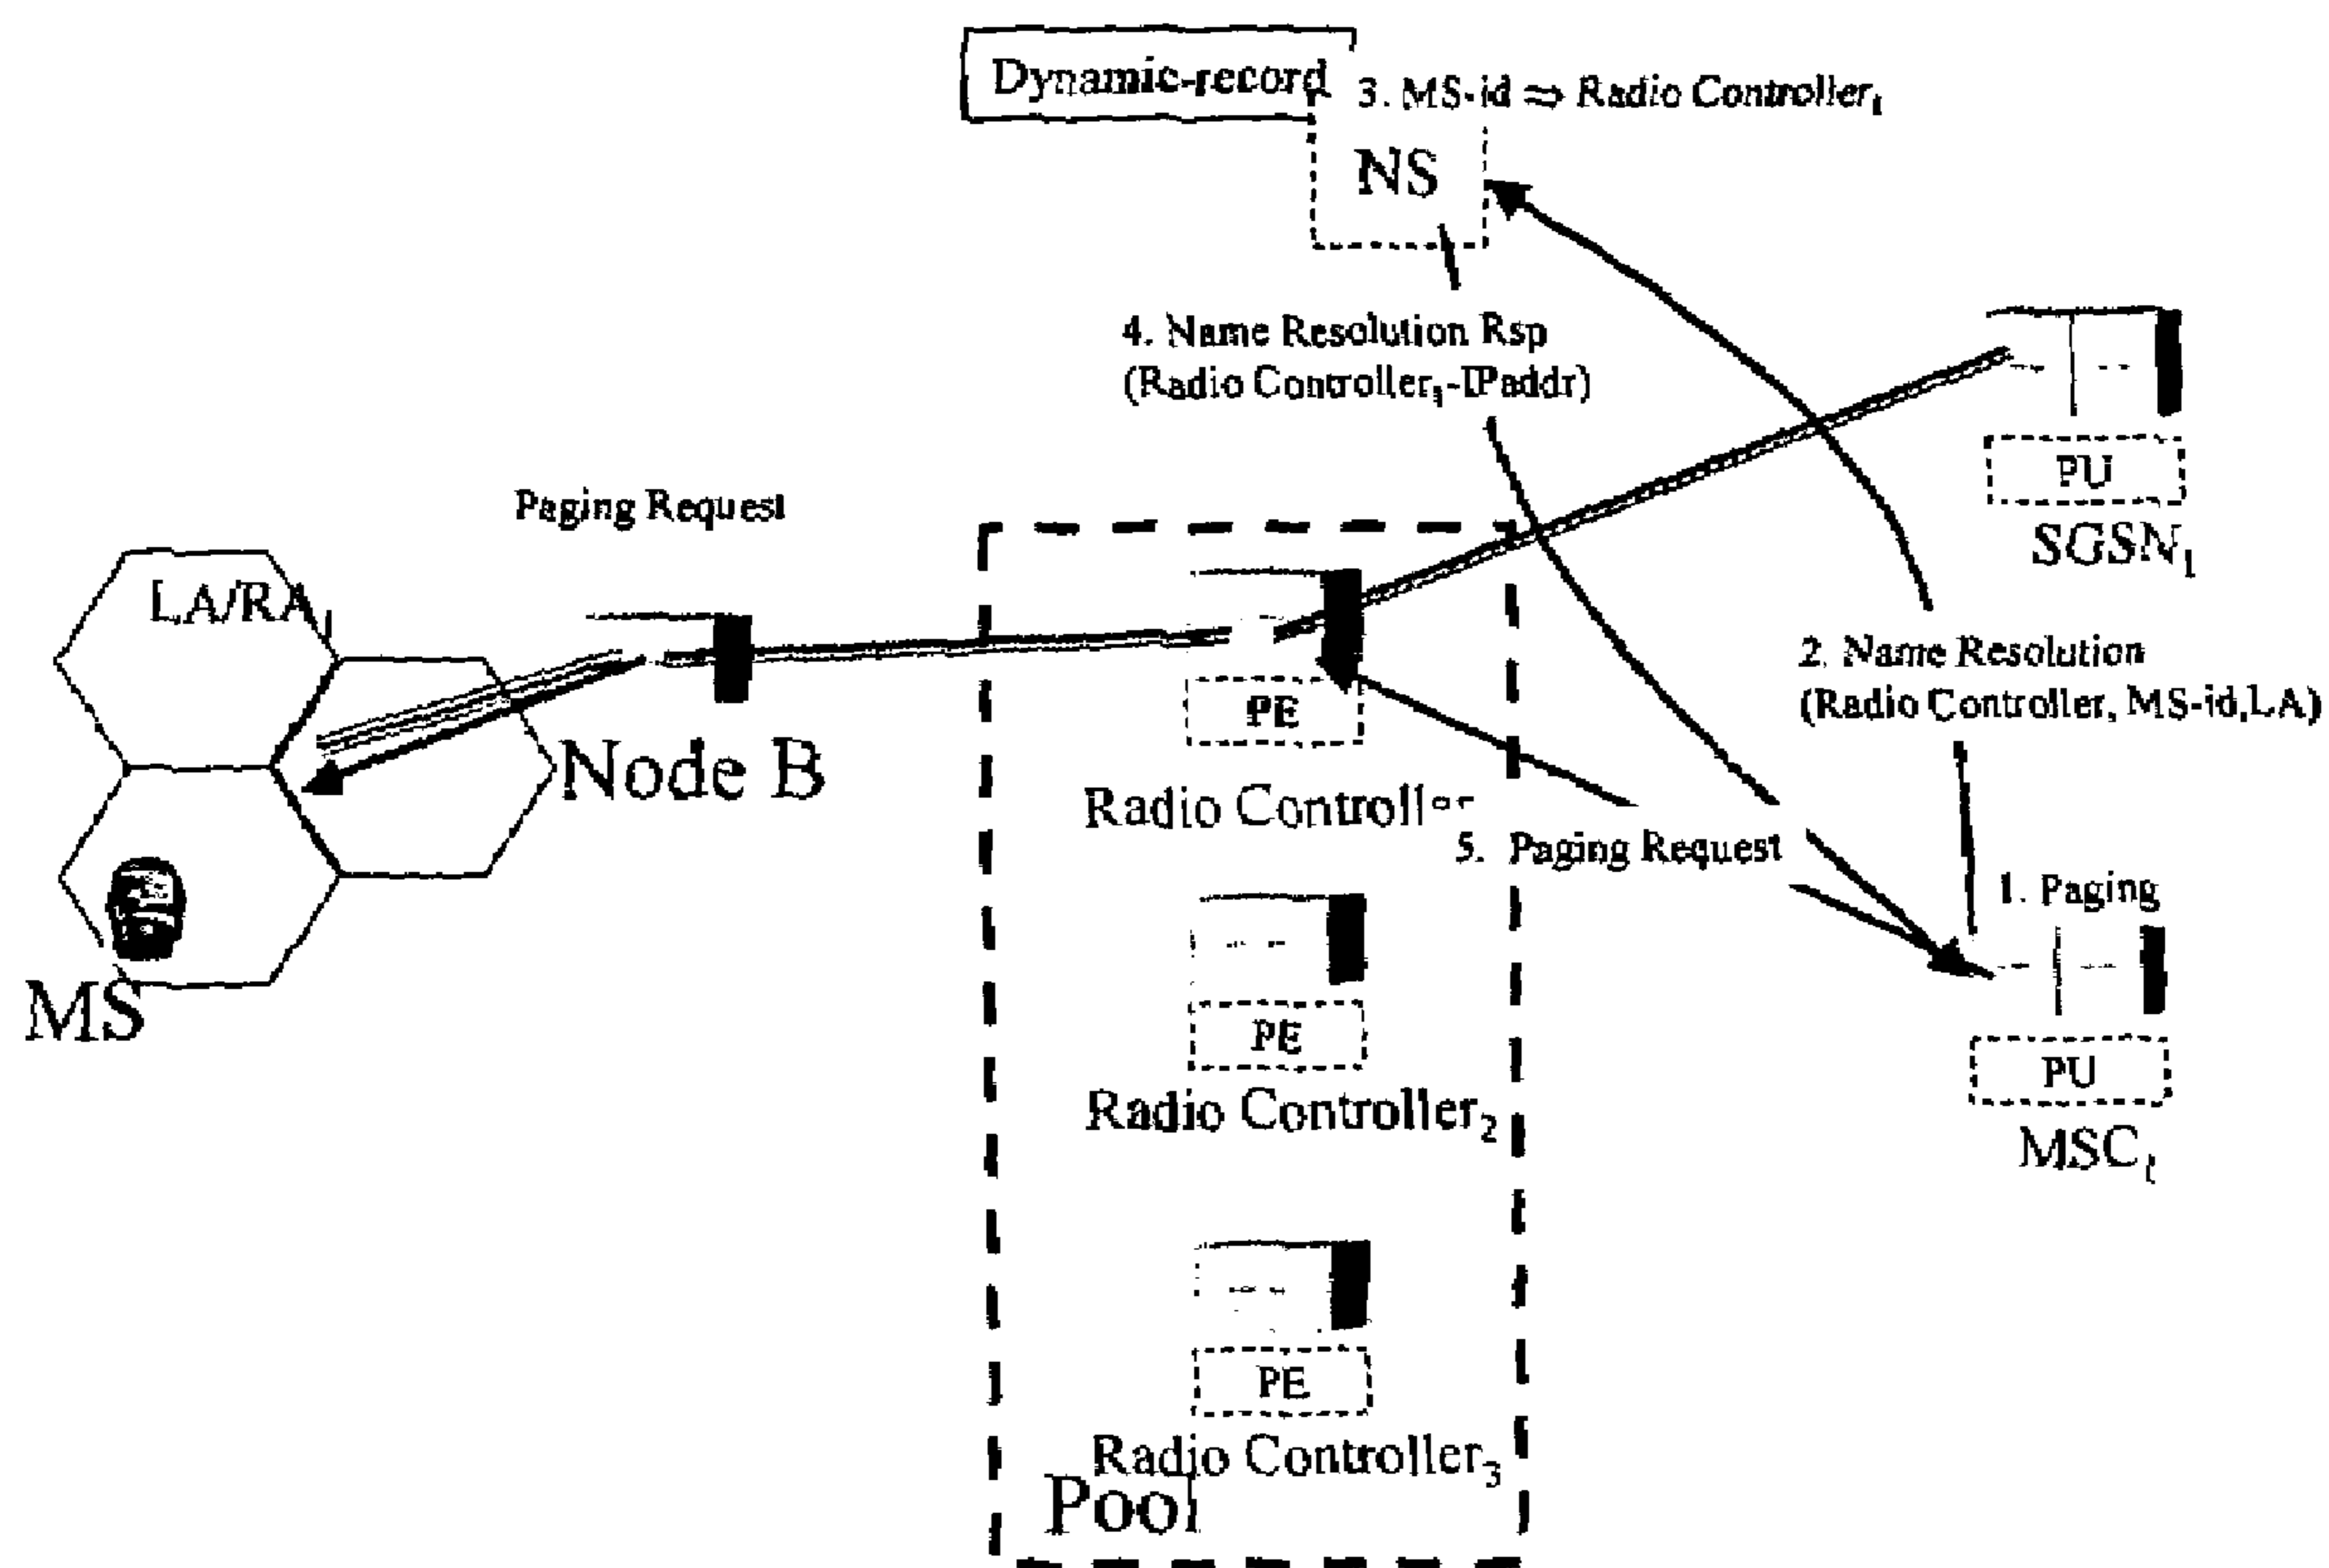 Dynamic-record
3. MS-id ⇒ Radio Controller₁
NS
4. Name Resolution Rsp
(Radio Controller₁-IPaddr)
PU
SGSN₁
Paging Request
LA/RA₁
2. Name Resolution
(Radio Controller, MS-id,LA)
PE
Node B
Radio Controller
5. Paging Request
1. Paging
MS
PE
PU
Radio Controller₂
MSC₁
PE
Radio Controller₃
Pool